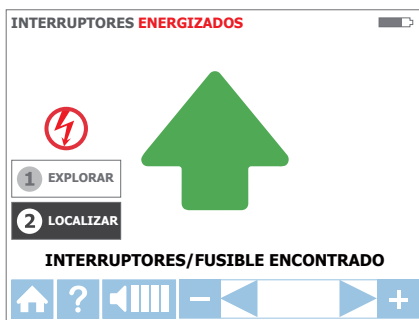 INTERRUPTORES ENERGIZADOS
1 EXPLORAR
2 LOCALIZAR
INTERRUPTORES/FUSIBLE ENCONTRADO
? − +